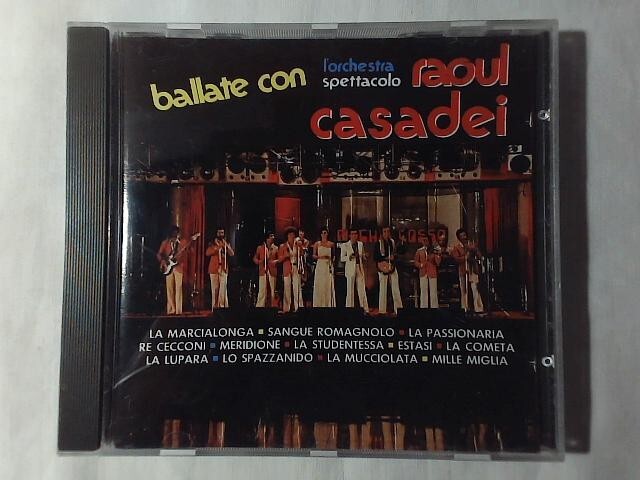 ballate con l'orchestra spettacolo raoul casadei
LA MARCIALONGA ▪ SANGUE ROMAGNOLO ▪ LA PASSIONARIA
RE CECCONI ▪ MERIDIONE ▪ LA STUDENTESSA ▪ ESTASI ▪ LA COMETA
LA LUPARA ▪ LO SPAZZANIDO ▪ LA MUCCIOLATA ▪ MILLE MIGLIA